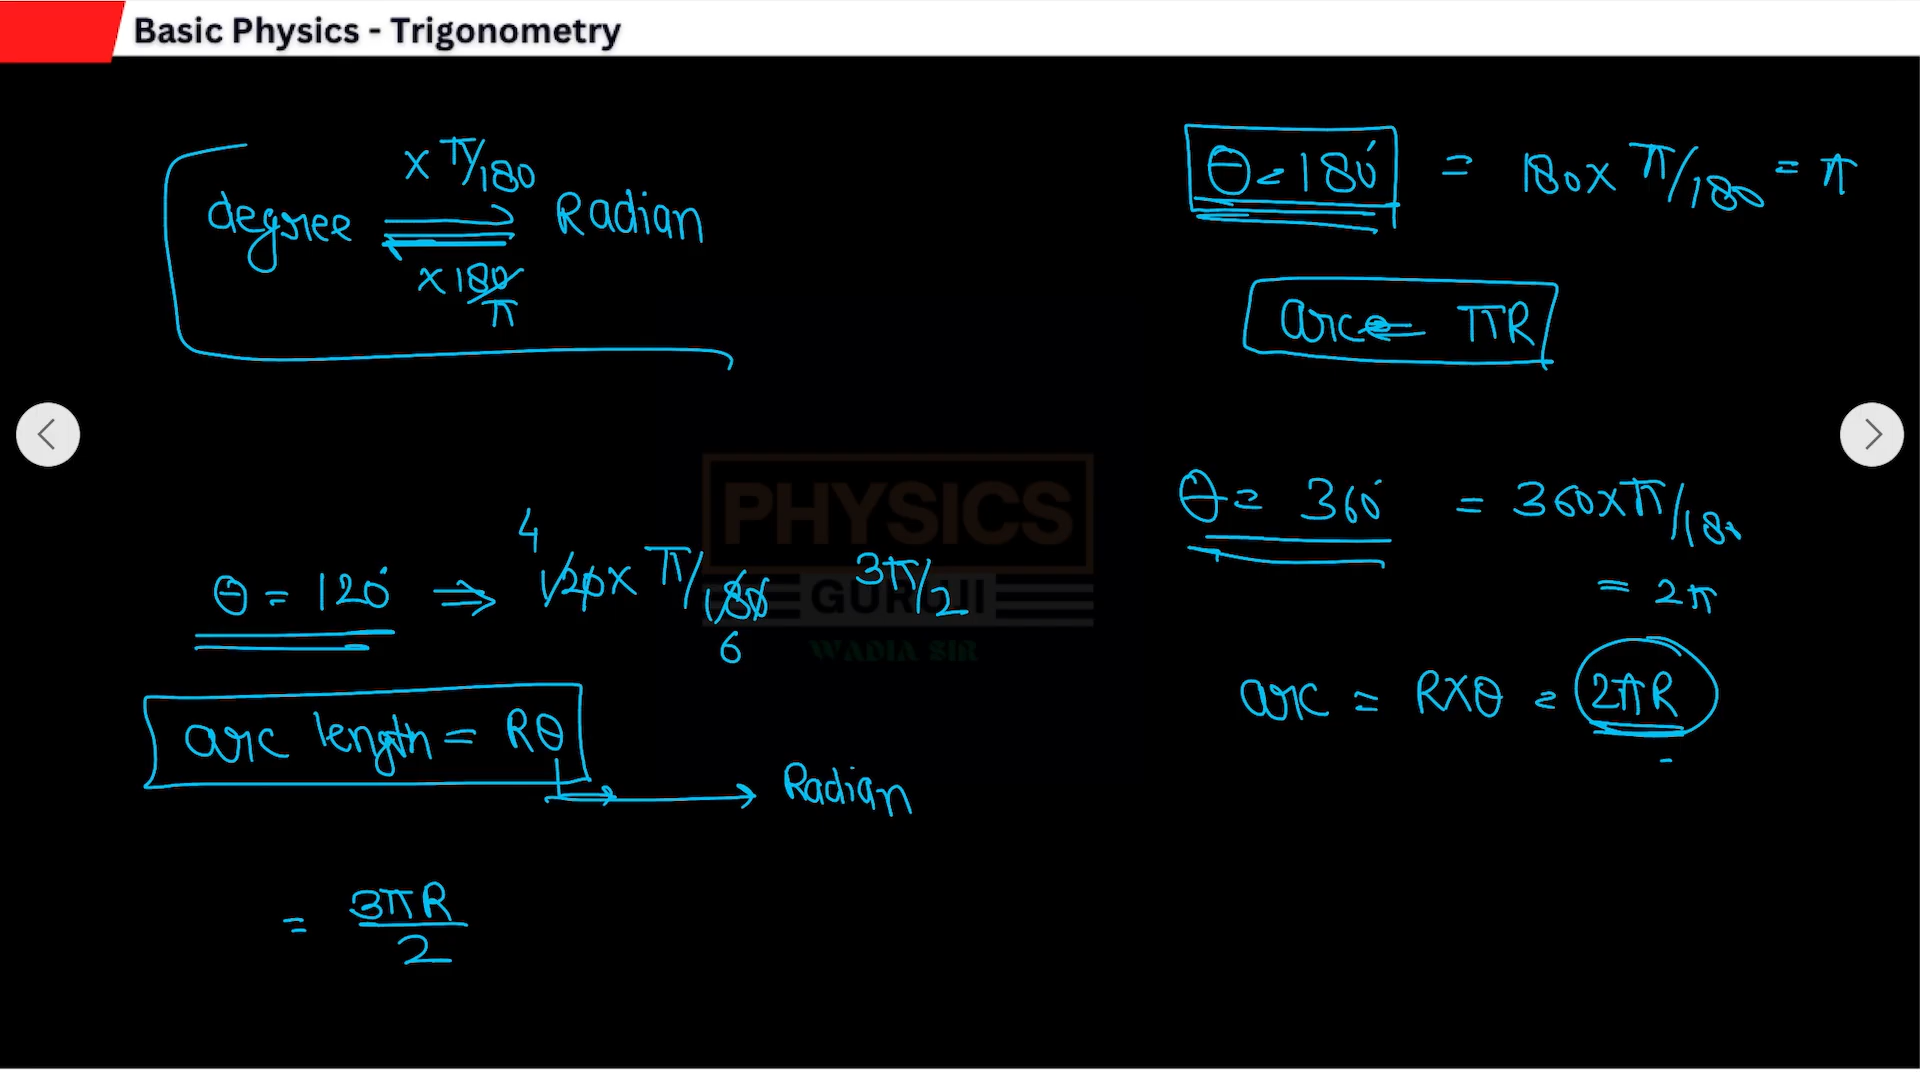 Basic Physics - Trigonometry
× π/180
degree ⇌ Radian
× 180/π
θ = 180° = 180 × π/180 = π
arc = πR
θ = 360° = 360 × π/180
= 2π
arc = R×θ = 2πR
PHYSICS
GURUJI
WADIA SIR
4
θ = 120° ⇒ 120 × π/180 3π/2
6
arc length = Rθ
Radian
= 3πR/2